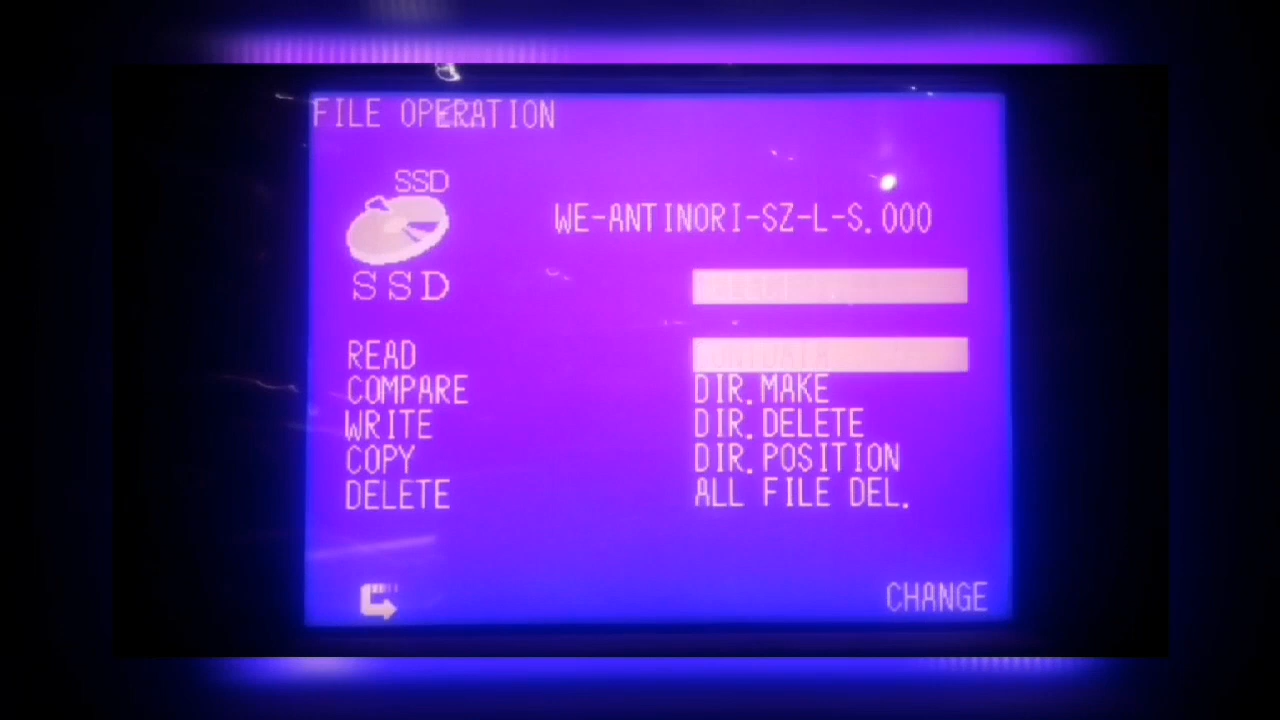 FILE OPERATION
SSD
WE-ANTINORI-SZ-L-S.000
SSD
READ
COMPARE
DIR.MAKE
WRITE
DIR.DELETE
COPY
DIR.POSITION
DELETE
ALL FILE DEL.
CHANGE